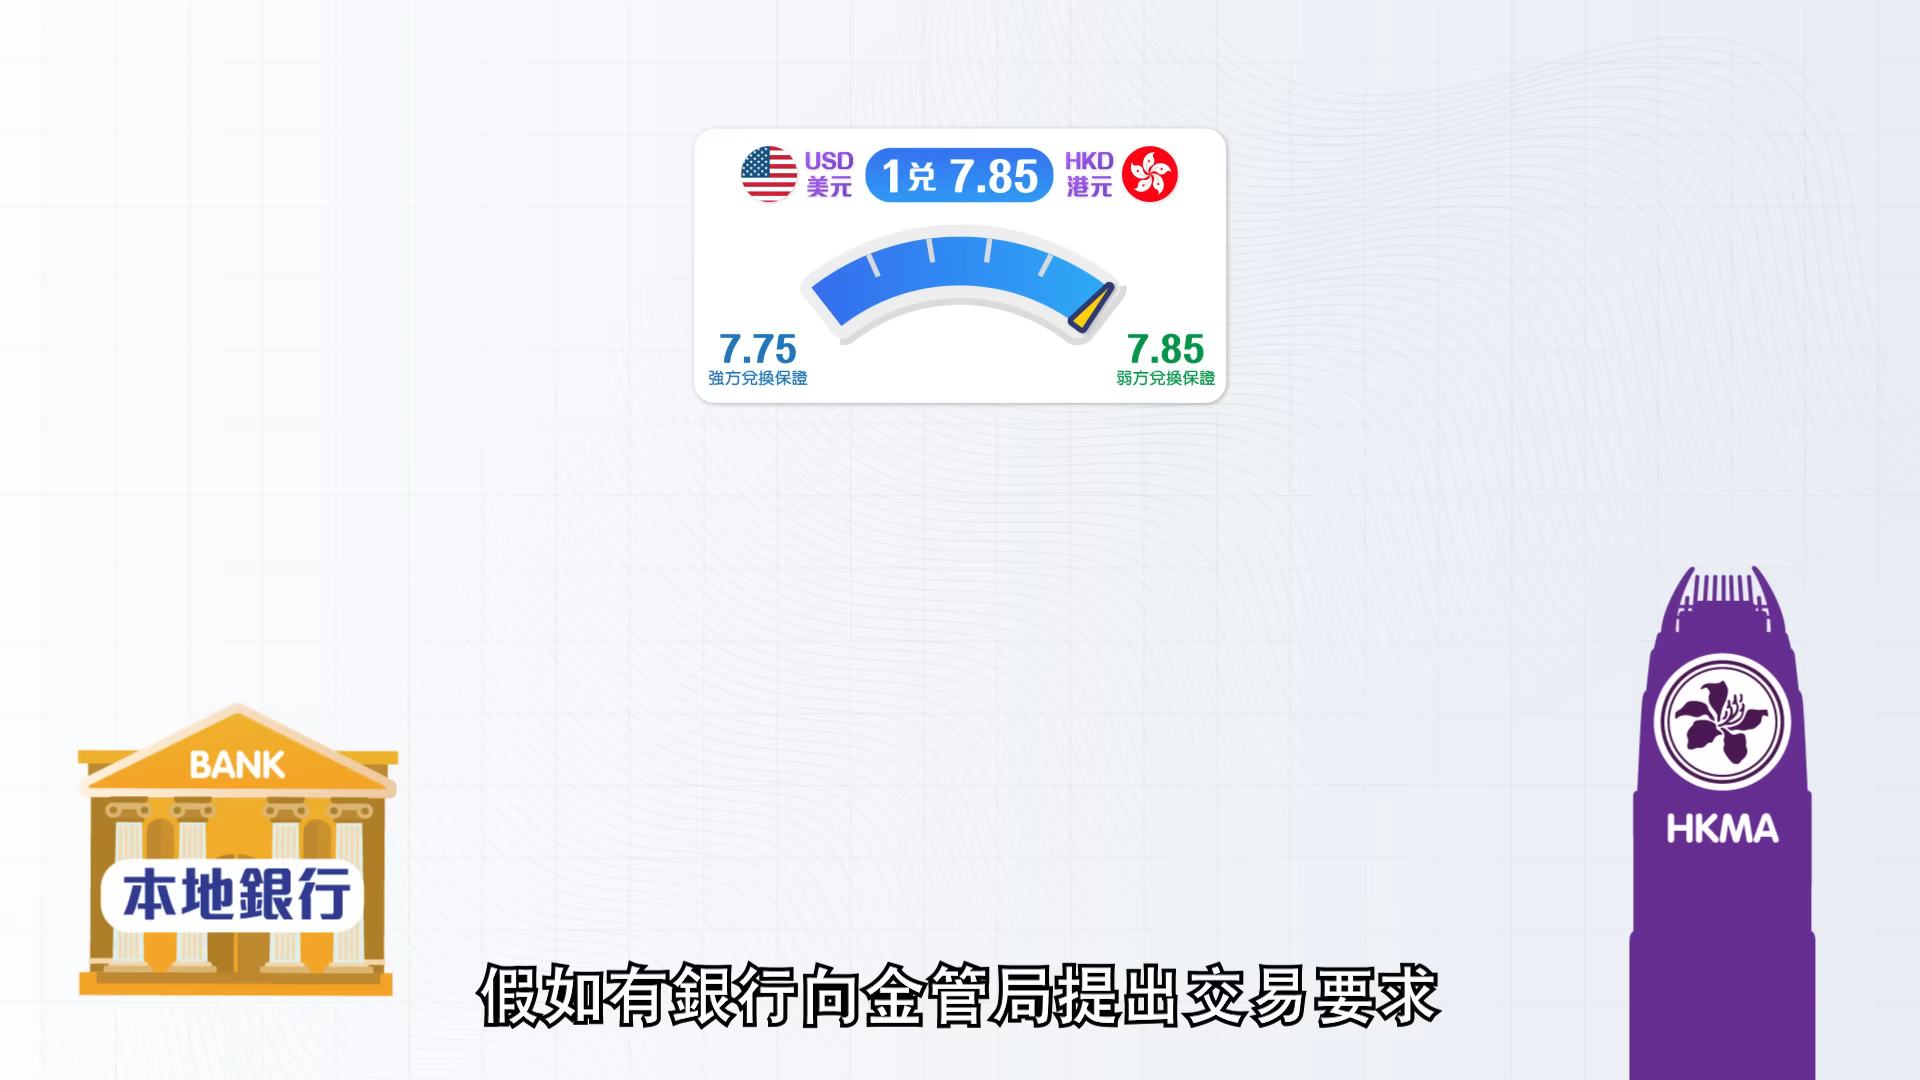 USD
美元
1兑 7.85
HKD
港元
7.75
強方兌換保證
7.85
弱方兌換保證
BANK
本地銀行
HKMA
假如有銀行向金管局提出交易要求